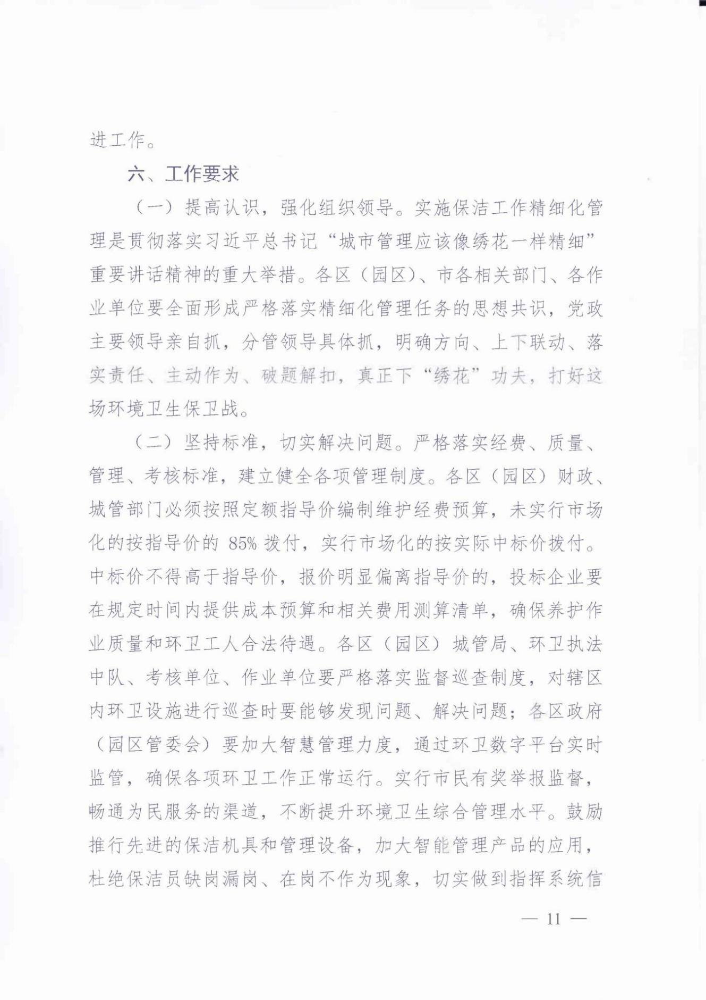 进工作。
六、工作要求
（一）提高认识，强化组织领导。实施保洁工作精细化管
理是贯彻落实习近平总书记“城市管理应该像绣花一样精细”
重要讲话精神的重大举措。各区（园区）、市各相关部门、各作
业单位要全面形成严格落实精细化管理任务的思想共识，党政
主要领导亲自抓，分管领导具体抓，明确方向、上下联动、落
实责任、主动作为、破题解扣，真正下“绣花”功夫，打好这
场环境卫生保卫战。
（二）坚持标准，切实解决问题。严格落实经费、质量、
管理、考核标准，建立健全各项管理制度。各区（园区）财政、
城管部门必须按照定额指导价编制维护经费预算，未实行市场
化的按指导价的 85% 拨付，实行市场化的按实际中标价拨付。
中标价不得高于指导价，报价明显偏离指导价的，投标企业要
在规定时间内提供成本预算和相关费用测算清单，确保养护作
业质量和环卫工人合法待遇。各区（园区）城管局、环卫执法
中队、考核单位、作业单位要严格落实监督巡查制度，对辖区
内环卫设施进行巡查时要能够发现问题、解决问题；各区政府
（园区管委会）要加大智慧管理力度，通过环卫数字平台实时
监管，确保各项环卫工作正常运行。实行市民有奖举报监督，
畅通为民服务的渠道，不断提升环境卫生综合管理水平。鼓励
推行先进的保洁机具和管理设备，加大智能管理产品的应用，
杜绝保洁员缺岗漏岗、在岗不作为现象，切实做到指挥系统信
— 11 —